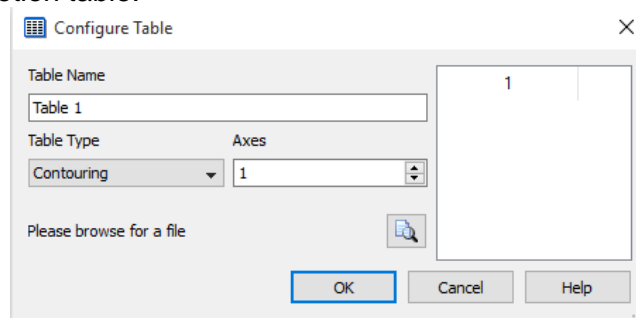 Configure Table
Table Name
Table 1
Table Type Axes
Contouring 1
Please browse for a file
1
OK Cancel Help